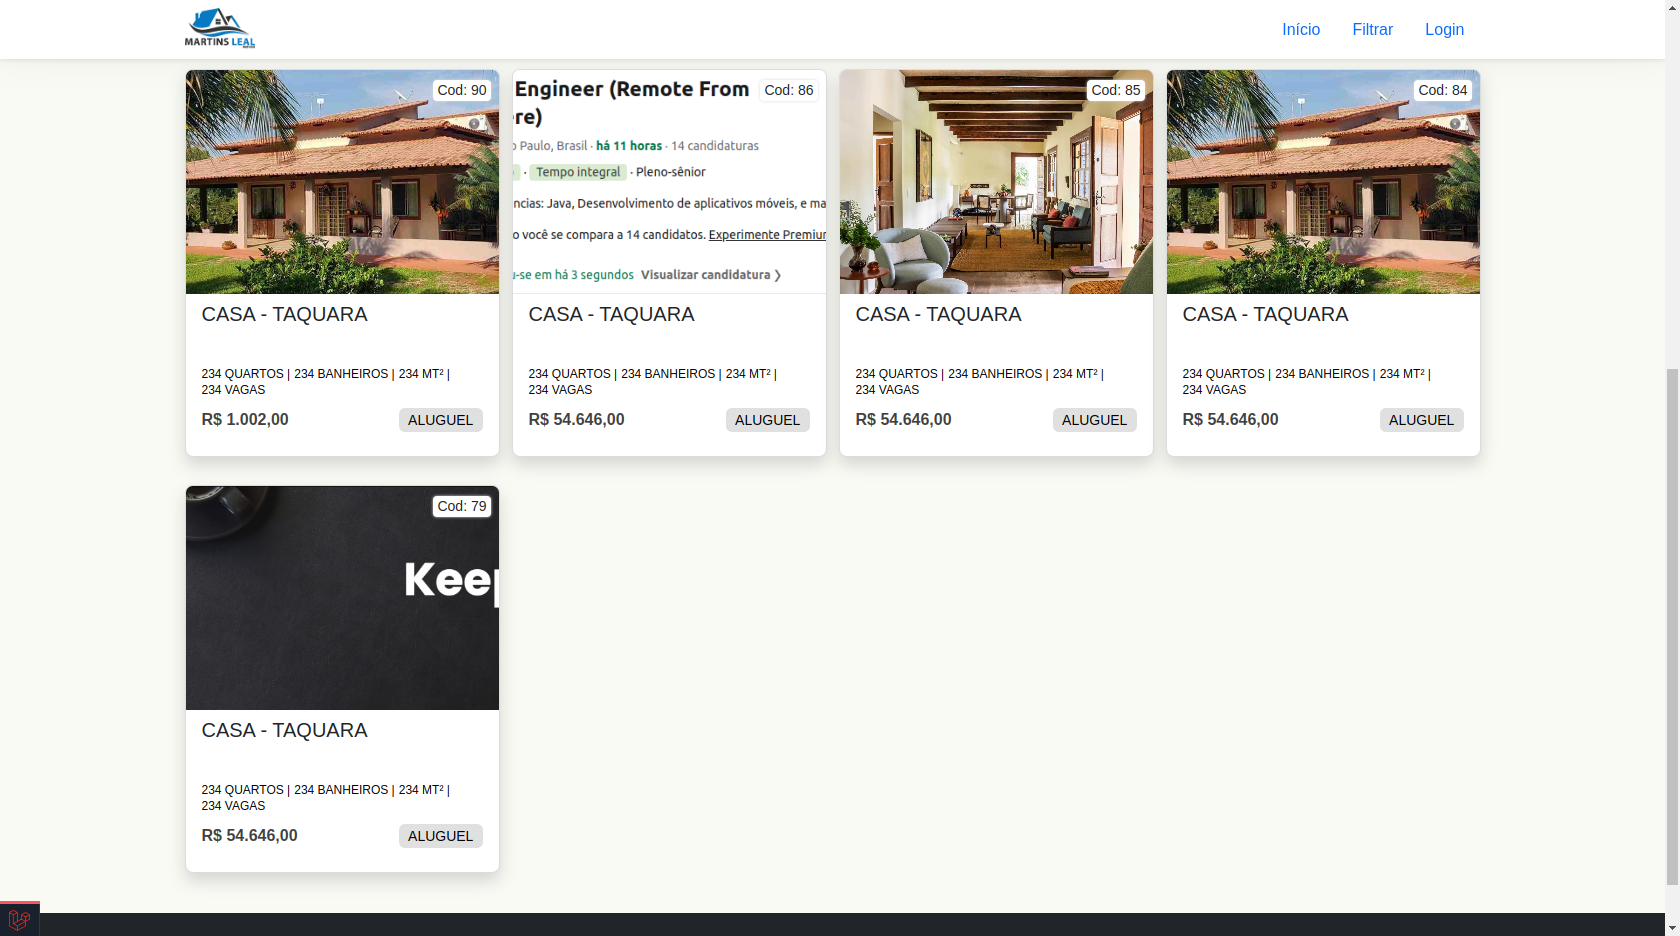 MARTINS LEAL
Início
Filtrar
Login
Cod: 90
CASA - TAQUARA
234 QUARTOS | 234 BANHEIROS | 234 MT² |
234 VAGAS
R$ 1.002,00
ALUGUEL
Engineer (Remote From
ere)
Cod: 86
o Paulo, Brasil · há 11 horas · 14 candidaturas
· Tempo integral · Pleno-sênior
ncias: Java, Desenvolvimento de aplicativos móveis, e ma
o você se compara a 14 candidatos. Experimente Premiur
u-se em há 3 segundos Visualizar candidatura ❯
CASA - TAQUARA
234 QUARTOS | 234 BANHEIROS | 234 MT² |
234 VAGAS
R$ 54.646,00
ALUGUEL
Cod: 85
CASA - TAQUARA
234 QUARTOS | 234 BANHEIROS | 234 MT² |
234 VAGAS
R$ 54.646,00
ALUGUEL
Cod: 84
CASA - TAQUARA
234 QUARTOS | 234 BANHEIROS | 234 MT² |
234 VAGAS
R$ 54.646,00
ALUGUEL
Cod: 79
Keep
CASA - TAQUARA
234 QUARTOS | 234 BANHEIROS | 234 MT² |
234 VAGAS
R$ 54.646,00
ALUGUEL